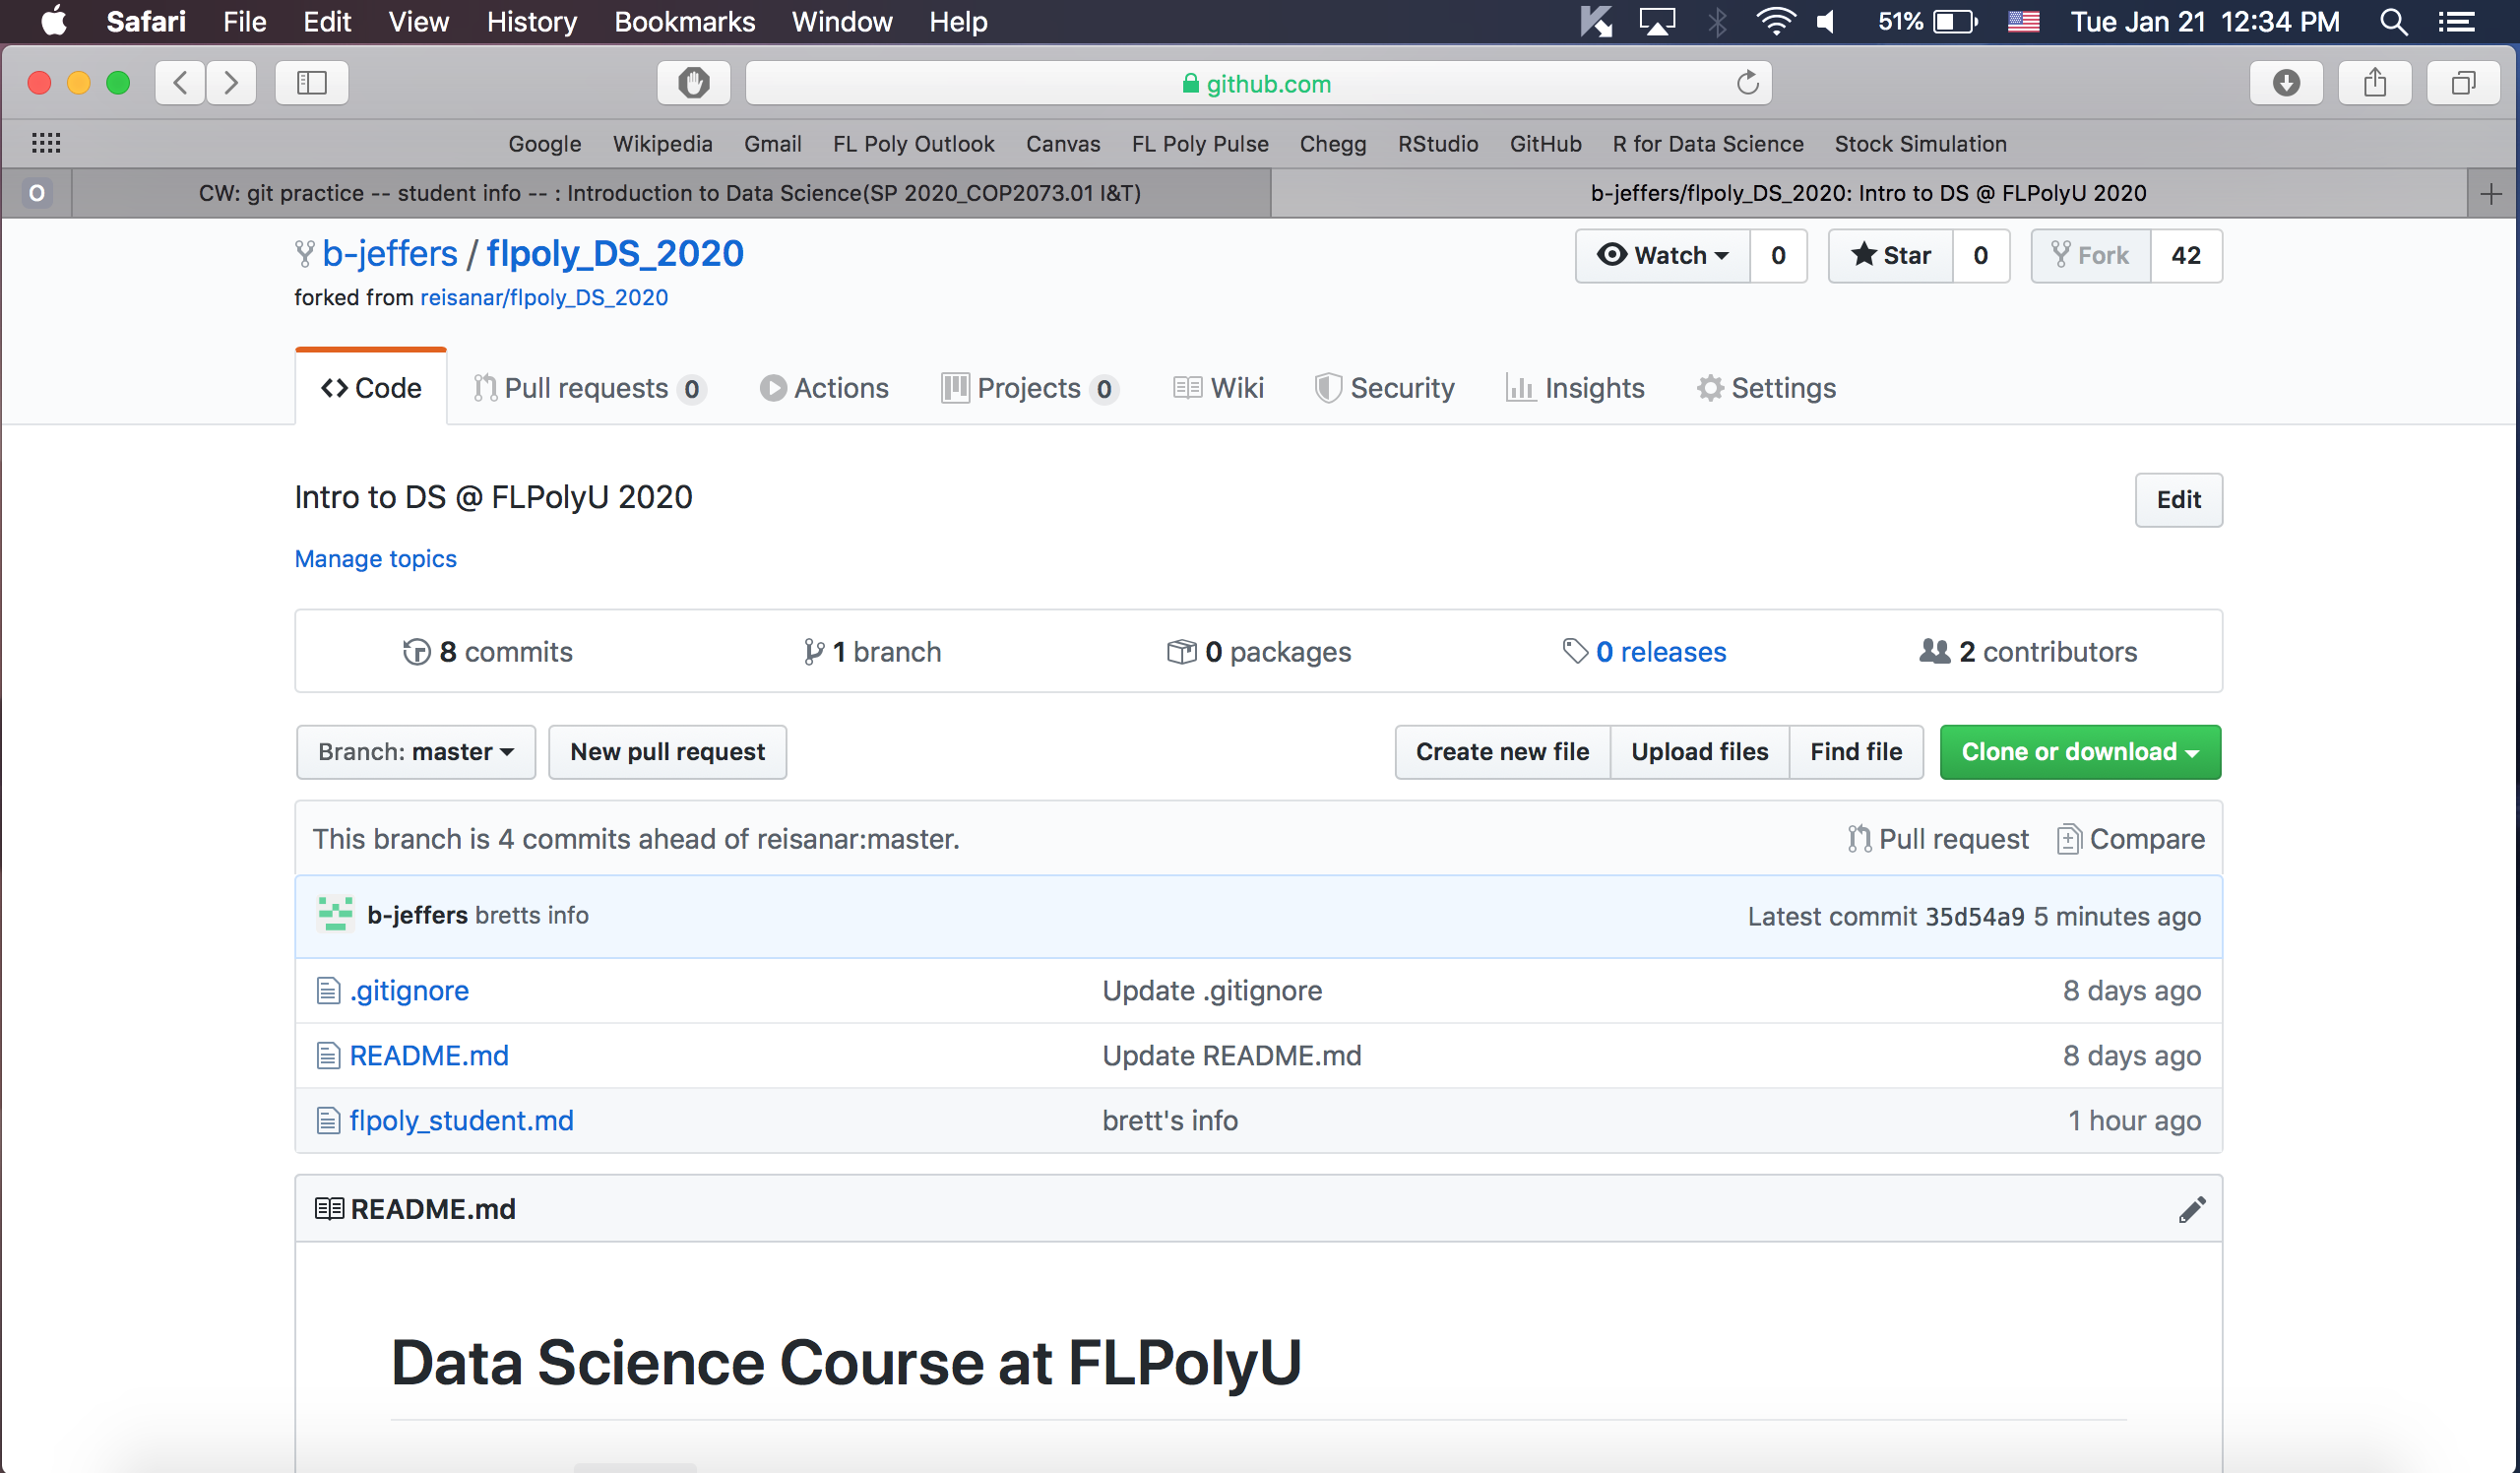 Safari File Edit View History Bookmarks Window Help 51% Tue Jan 21 12:34 PM
github.com
Google Wikipedia Gmail FL Poly Outlook Canvas FL Poly Pulse Chegg RStudio GitHub R for Data Science Stock Simulation
O CW: git practice -- student info -- : Introduction to Data Science(SP 2020_COP2073.01 I&T) b-jeffers/flpoly_DS_2020: Intro to DS @ FLPolyU 2020
b-jeffers / flpoly_DS_2020 Watch 0 Star 0 Fork 42
forked from reisanar/flpoly_DS_2020
Code Pull requests 0 Actions Projects 0 Wiki Security Insights Settings
Intro to DS @ FLPolyU 2020 Edit
Manage topics
8 commits 1 branch 0 packages 0 releases 2 contributors
Branch: master New pull request Create new file Upload files Find file Clone or download
This branch is 4 commits ahead of reisanar:master. Pull request Compare
b-jeffers bretts info Latest commit 35d54a9 5 minutes ago
.gitignore Update .gitignore 8 days ago
README.md Update README.md 8 days ago
flpoly_student.md brett's info 1 hour ago
README.md
Data Science Course at FLPolyU